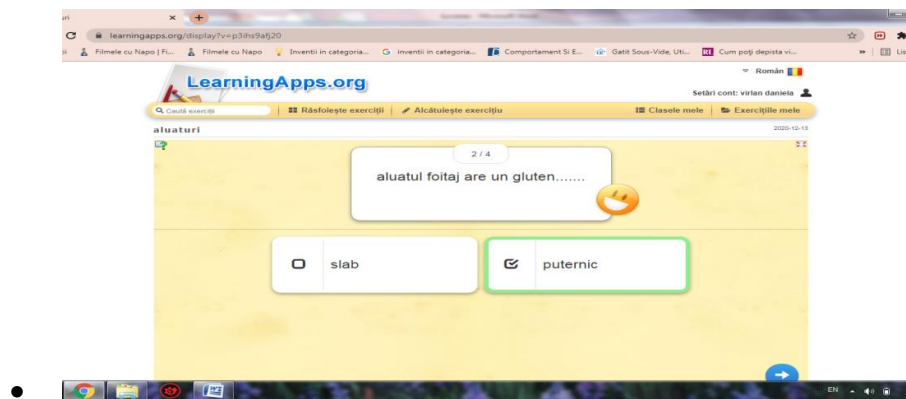 learningapps.org/display?v=p3ihs9afj20
Filmele cu Napo | Fi... Filmele cu Napo Inventii in categoria... inventii in categoria... Comportament Si E... Gatit Sous-Vide, Uti... Cum poți depista vi... »
Român
LearningApps.org
Setări cont: virlan daniela
Caută exerciții Răsfoiește exerciții Alcătuiește exercițiu Clasele mele Exercițiile mele
aluaturi 2020-12-13
2 / 4
aluatul foitaj are un gluten.......
slab
puternic
EN